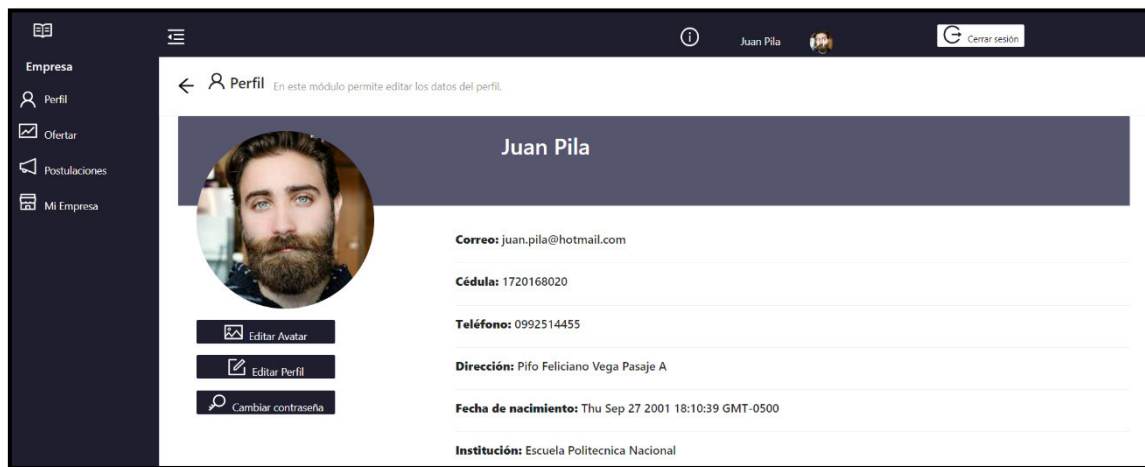 Juan Pila
Cerrar sesión
Empresa
Perfil
Ofertar
Postulaciones
Mi Empresa
Perfil En este módulo permite editar los datos del perfil.
Juan Pila
Correo: juan.pila@hotmail.com
Cédula: 1720168020
Teléfono: 0992514455
Dirección: Pifo Feliciano Vega Pasaje A
Fecha de nacimiento: Thu Sep 27 2001 18:10:39 GMT-0500
Institución: Escuela Politecnica Nacional
Editar Avatar
Editar Perfil
Cambiar contraseña